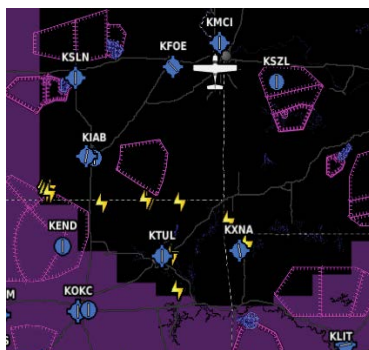 KMCI
KFOE
KSLN
KSZL
KIAB
KEND
KTUL
KXNA
KOKC
M
KLIT